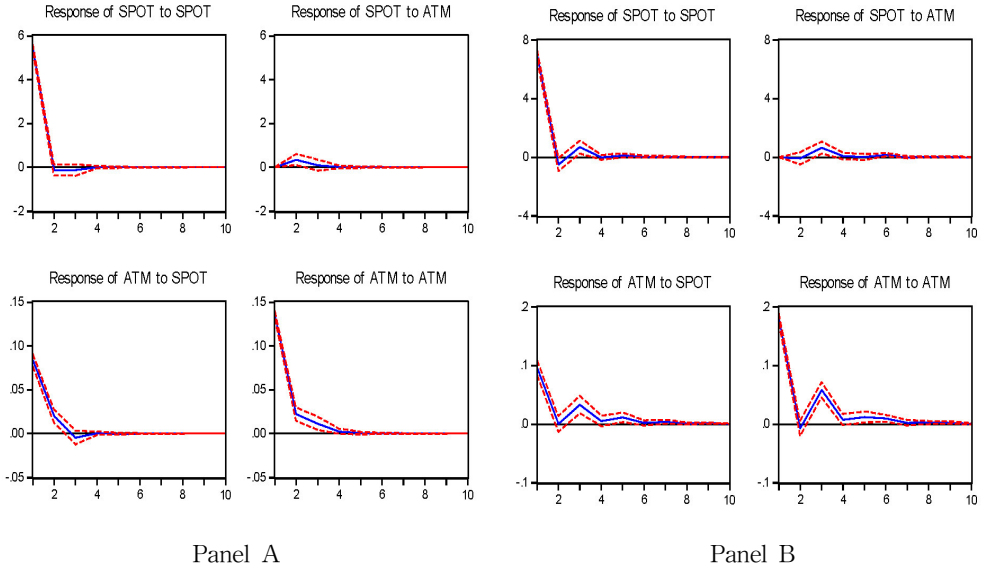 Response of SPOT to SPOT
6
4
2
0
-2
2 4 6 8 10
Response of SPOT to ATM
6
4
2
0
-2
2 4 6 8 10
Response of ATM to SPOT
.15
.10
.05
.00
-.05
2 4 6 8 10
Response of ATM to ATM
.15
.10
.05
.00
-.05
2 4 6 8 10
Panel A
Response of SPOT to SPOT
8
4
0
-4
2 4 6 8 10
Response of SPOT to ATM
8
4
0
-4
2 4 6 8 10
Response of ATM to SPOT
.2
.1
.0
-.1
2 4 6 8 10
Response of ATM to ATM
.2
.1
.0
-.1
2 4 6 8 10
Panel B